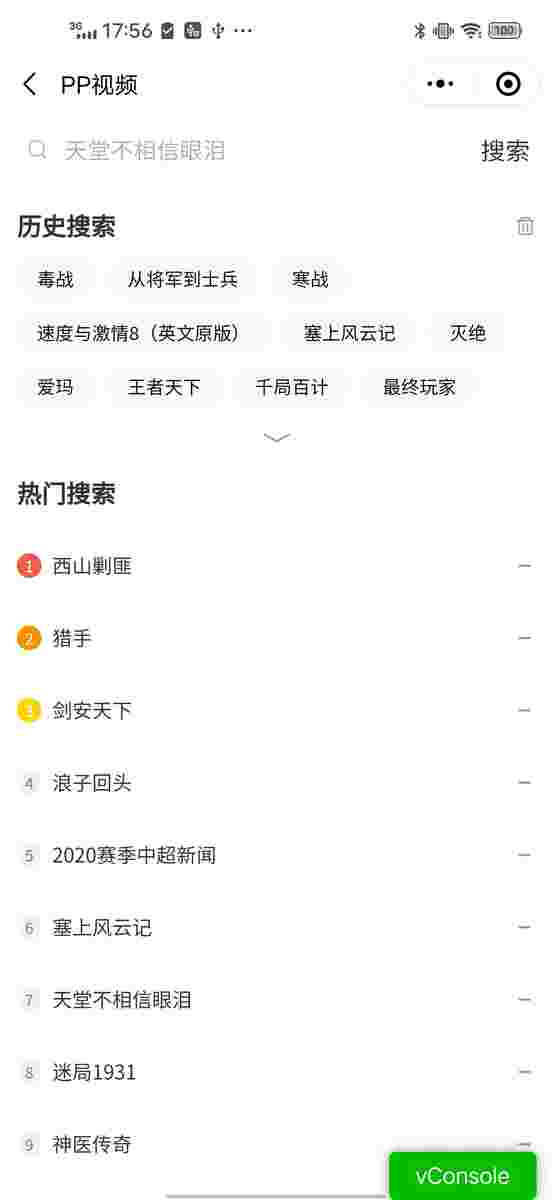 3G 17:56 100
PP视频
天堂不相信眼泪 搜索
历史搜索
毒战 从将军到士兵 寒战
速度与激情8（英文原版） 塞上风云记 灭绝
爱玛 王者天下 千局百计 最终玩家
热门搜索
1 西山剿匪
2 猎手
3 剑安天下
4 浪子回头
5 2020赛季中超新闻
6 塞上风云记
7 天堂不相信眼泪
8 迷局1931
9 神医传奇
vConsole